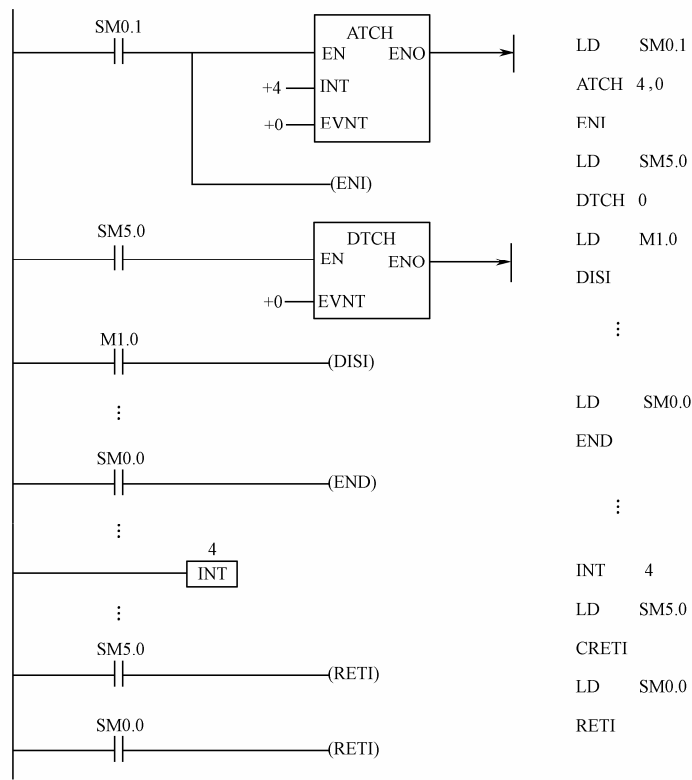 SM0.1
ATCH
EN ENO
+4 INT
+0 EVNT
(ENI)
SM5.0
DTCH
EN ENO
+0 EVNT
M1.0
(DISI)
⋮
SM0.0
(END)
⋮
4
INT
⋮
SM5.0
(RETI)
SM0.0
(RETI)
LD SM0.1
ATCH 4,0
ENI
LD SM5.0
DTCH 0
LD M1.0
DISI
⋮
LD SM0.0
END
⋮
INT 4
LD SM5.0
CRETI
LD SM0.0
RETI